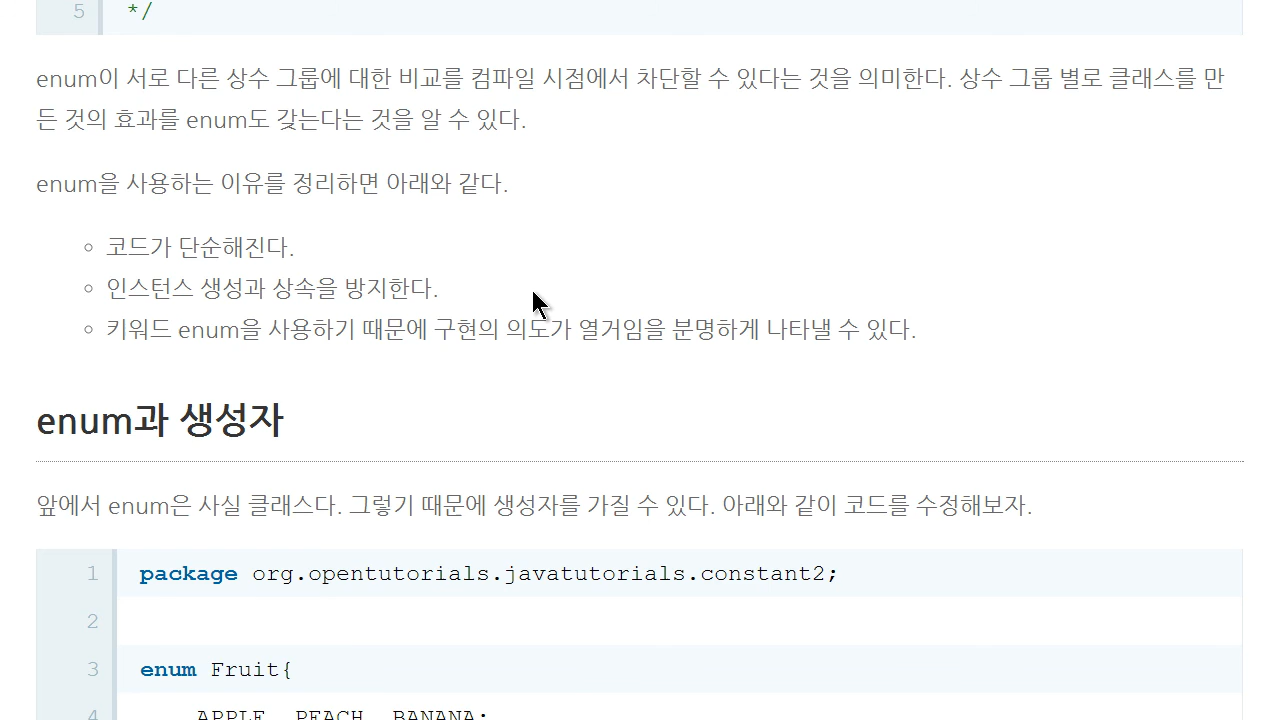 5 */
enum이 서로 다른 상수 그룹에 대한 비교를 컴파일 시점에서 차단할 수 있다는 것을 의미한다. 상수 그룹 별로 클래스를 만
든 것의 효과를 enum도 갖는다는 것을 알 수 있다.
enum을 사용하는 이유를 정리하면 아래와 같다.
코드가 단순해진다.
인스턴스 생성과 상속을 방지한다.
키워드 enum을 사용하기 때문에 구현의 의도가 열거임을 분명하게 나타낼 수 있다.
enum과 생성자
앞에서 enum은 사실 클래스다. 그렇기 때문에 생성자를 가질 수 있다. 아래와 같이 코드를 수정해보자.
1 package org.opentutorials.javatutorials.constant2;
2
3 enum Fruit{
4 APPLE, PEACH, BANANA;